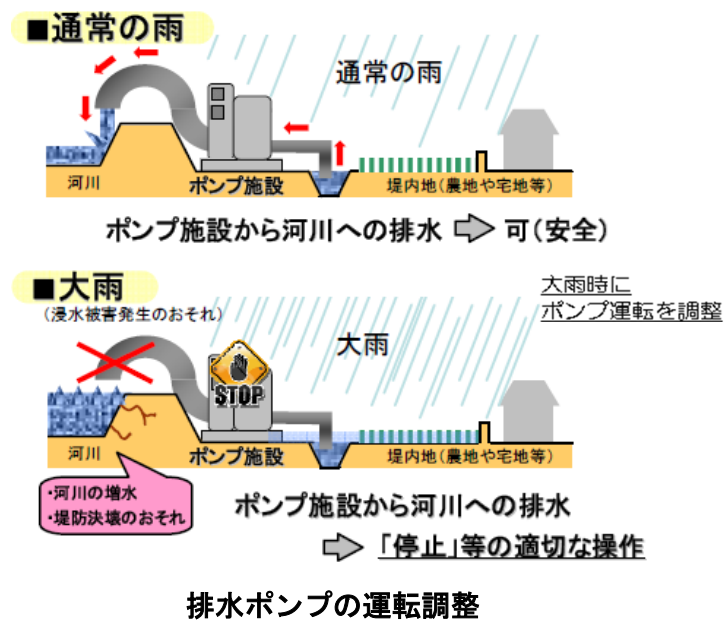 ■通常の雨
通常の雨
河川
ポンプ施設
堤内地(農地や宅地等)
ポンプ施設から河川への排水 ⇨ 可(安全)
■大雨
(浸水被害発生のおそれ)
大雨時に
ポンプ運転を調整
大雨
STOP
河川
ポンプ施設
堤内地(農地や宅地等)
・河川の増水
・堤防決壊のおそれ
ポンプ施設から河川への排水
⇨ 「停止」等の適切な操作
排水ポンプの運転調整